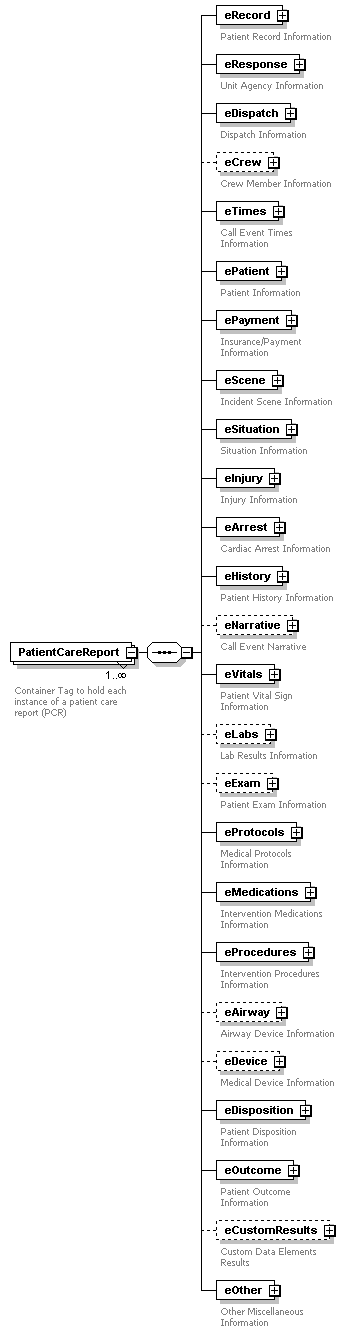 eRecord
Patient Record Information
eResponse
Unit Agency Information
eDispatch
Dispatch Information
eCrew
Crew Member Information
eTimes
Call Event Times
Information
ePatient
Patient Information
ePayment
Insurance/Payment
Information
eScene
Incident Scene Information
eSituation
Situation Information
eInjury
Injury Information
eArrest
Cardiac Arrest Information
eHistory
Patient History Information
eNarrative
Call Event Narrative
PatientCareReport
1..∞
Container Tag to hold each
instance of a patient care
report (PCR)
eVitals
Patient Vital Sign
Information
eLabs
Lab Results Information
eExam
Patient Exam Information
eProtocols
Medical Protocols
Information
eMedications
Intervention Medications
Information
eProcedures
Intervention Procedures
Information
eAirway
Airway Device Information
eDevice
Medical Device Information
eDisposition
Patient Disposition
Information
eOutcome
Patient Outcome
Information
eCustomResults
Custom Data Elements
Results
eOther
Other Miscellaneous
Information